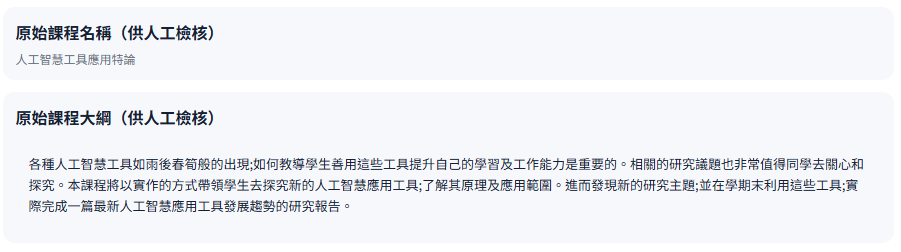 原始課程名稱（供人工檢核）
人工智慧工具應用特論
原始課程大綱（供人工檢核）
各種人工智慧工具如雨後春筍般的出現;如何教導學生善用這些工具提升自己的學習及工作能力是重要的。相關的研究議題也非常值得同學去關心和
探究。本課程將以實作的方式帶領學生去探究新的人工智慧應用工具;了解其原理及應用範圍。進而發現新的研究主題;並在學期末利用這些工具;實
際完成一篇最新人工智慧應用工具發展趨勢的研究報告。